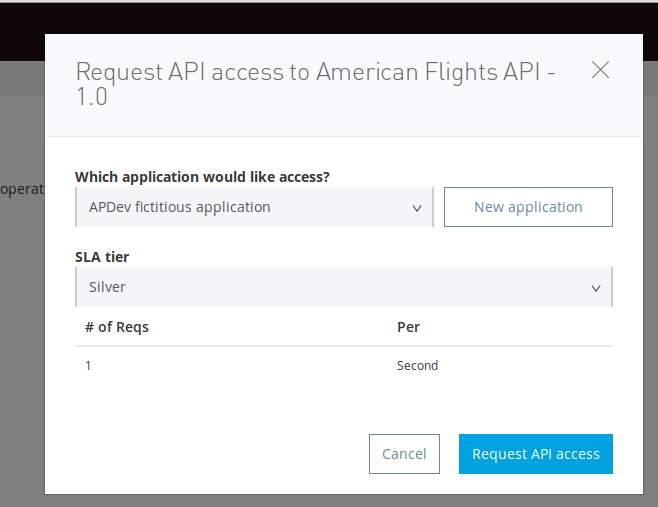 Request API access to American Flights API -
1.0
operat
Which application would like access?
APDev fictitious application
New application
SLA tier
Silver
# of Reqs Per
1 Second
Cancel Request API access